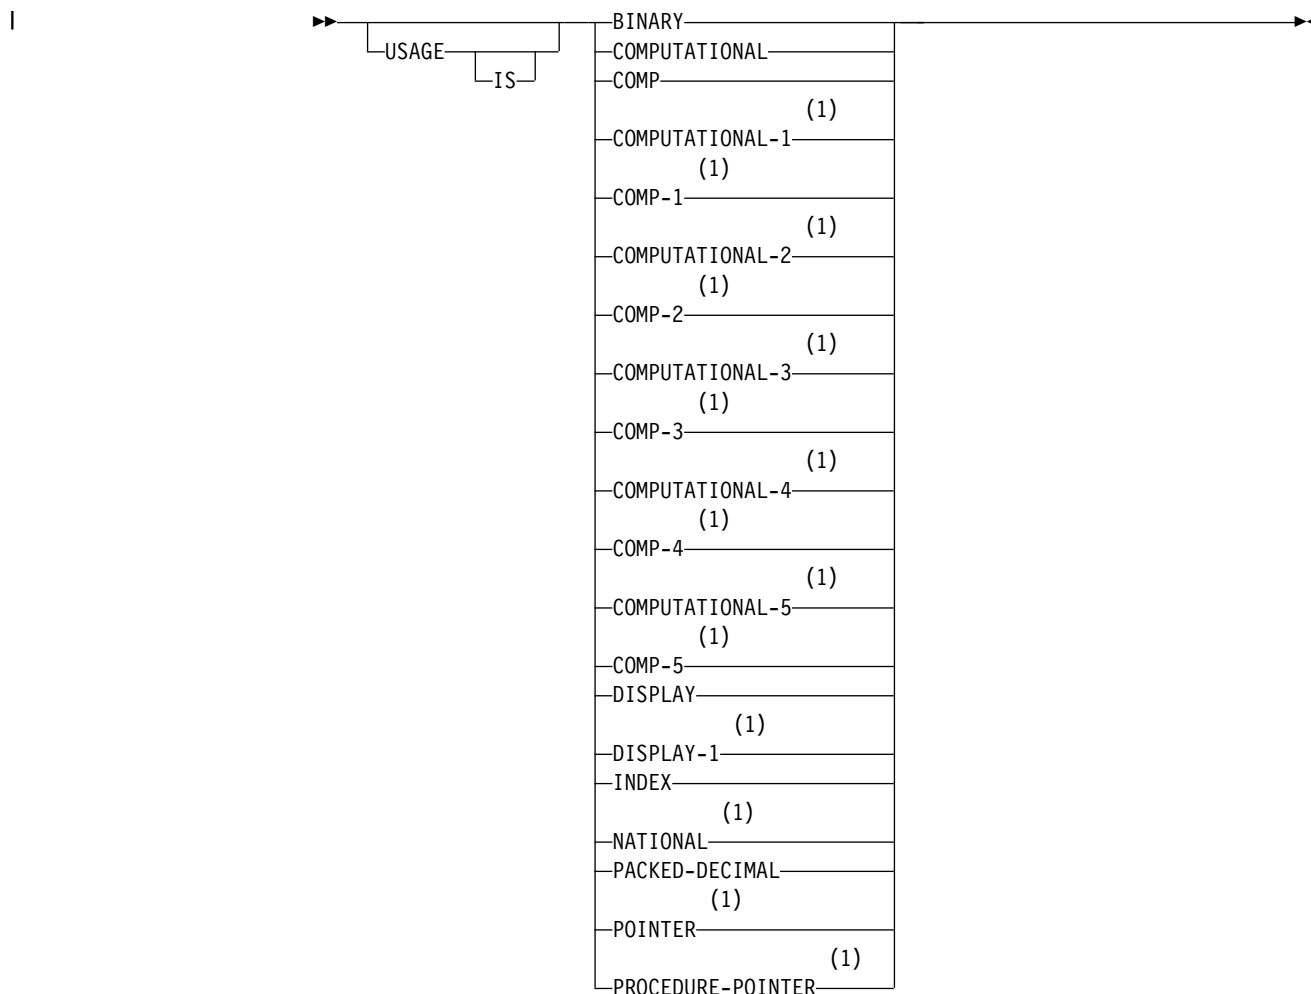 |
BINARY
USAGE
COMPUTATIONAL
IS
COMP
(1)
COMPUTATIONAL-1
(1)
COMP-1
(1)
COMPUTATIONAL-2
(1)
COMP-2
(1)
COMPUTATIONAL-3
(1)
COMP-3
(1)
COMPUTATIONAL-4
(1)
COMP-4
(1)
COMPUTATIONAL-5
(1)
COMP-5
DISPLAY
(1)
DISPLAY-1
INDEX
(1)
NATIONAL
PACKED-DECIMAL
(1)
POINTER
(1)
PROCEDURE-POINTER